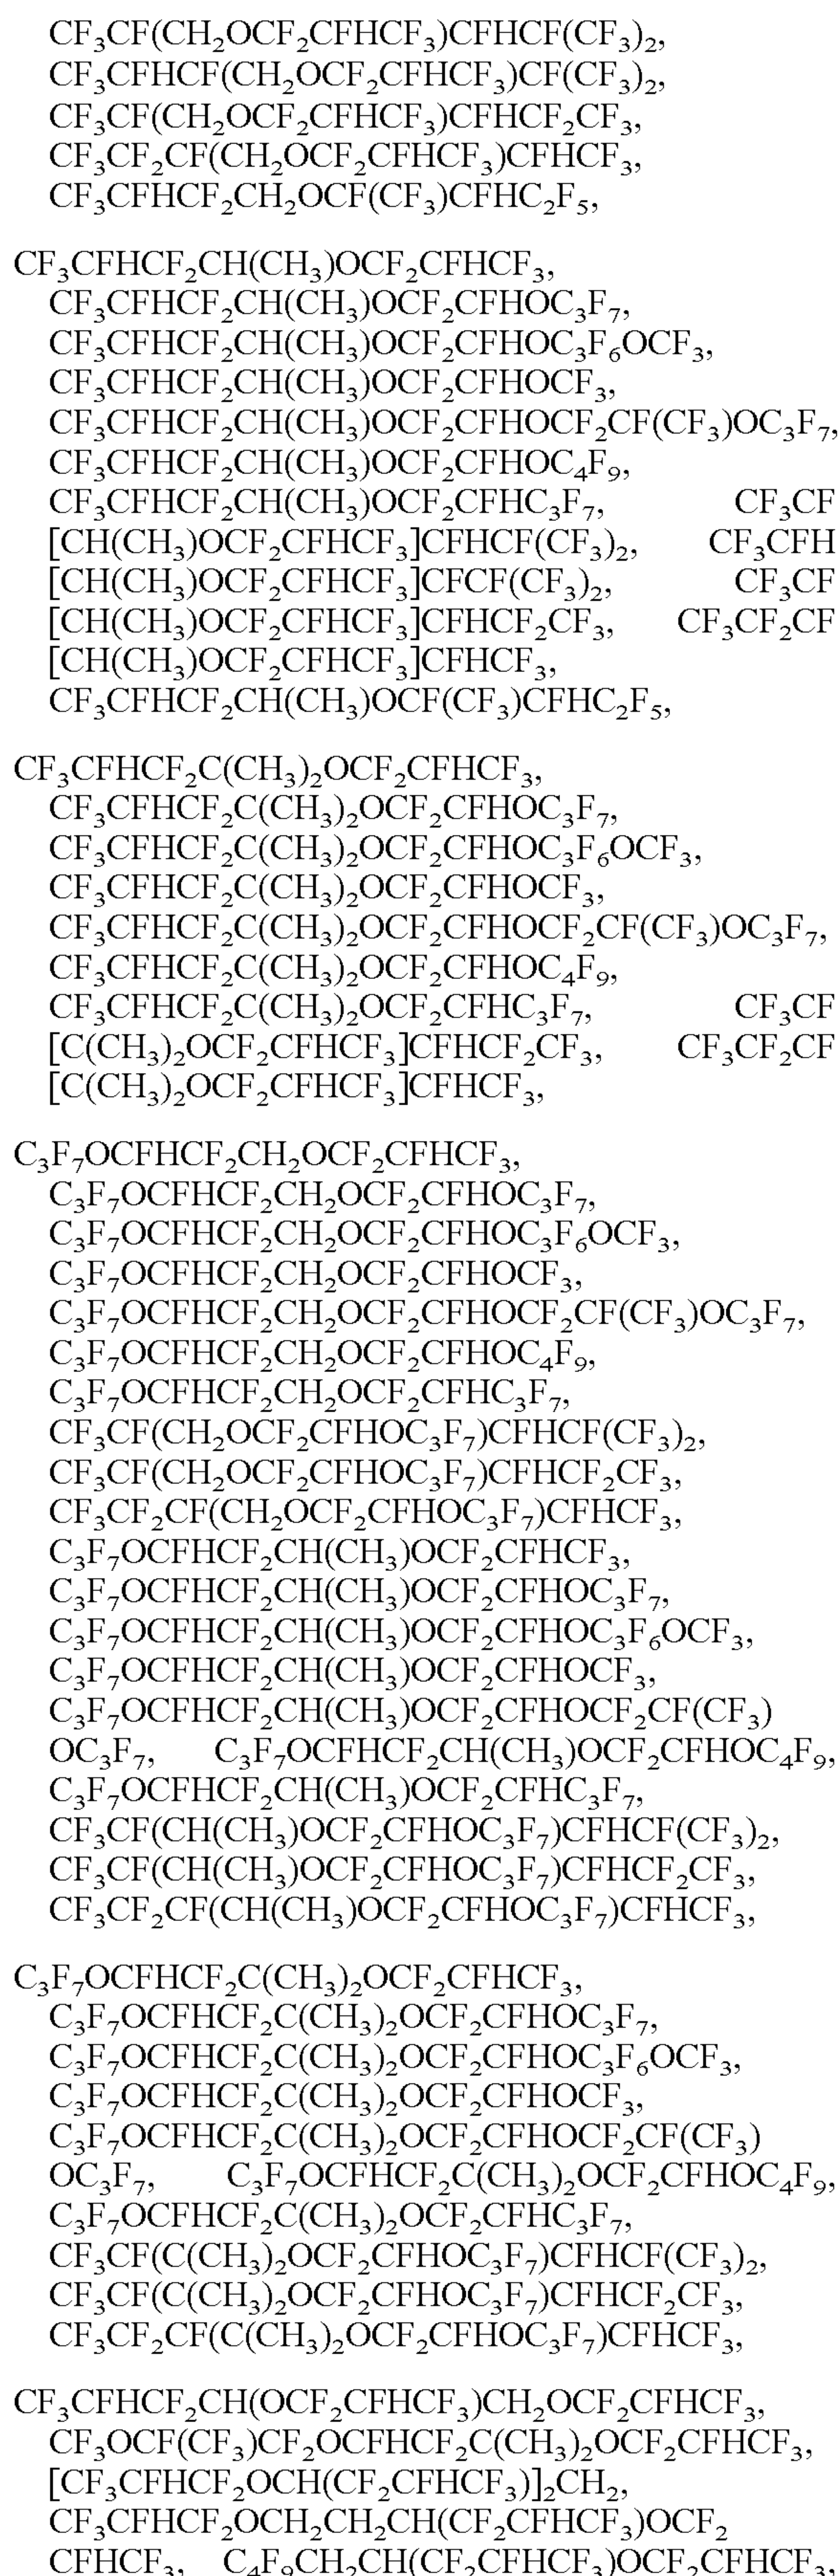 CF₃CF(CH₂OCF₂CFHCF₃)CFHCF(CF₃)₂,
CF₃CFHCF(CH₂OCF₂CFHCF₃)CF(CF₃)₂,
CF₃CF(CH₂OCF₂CFHCF₃)CFHCF₂CF₃,
CF₃CF₂CF(CH₂OCF₂CFHCF₃)CFHCF₃,
CF₃CFHCF₂CH₂OCF(CF₃)CFHC₂F₅,
CF₃CFHCF₂CH(CH₃)OCF₂CFHCF₃,
CF₃CFHCF₂CH(CH₃)OCF₂CFHOC₃F₇,
CF₃CFHCF₂CH(CH₃)OCF₂CFHOC₃F₆OCF₃,
CF₃CFHCF₂CH(CH₃)OCF₂CFHOCF₃,
CF₃CFHCF₂CH(CH₃)OCF₂CFHOCF₂CF(CF₃)OC₃F₇,
CF₃CFHCF₂CH(CH₃)OCF₂CFHOC₄F₉,
CF₃CFHCF₂CH(CH₃)OCF₂CFHC₃F₇, CF₃CF
[CH(CH₃)OCF₂CFHCF₃]CFHCF(CF₃)₂, CF₃CFH
[CH(CH₃)OCF₂CFHCF₃]CFCF(CF₃)₂, CF₃CF
[CH(CH₃)OCF₂CFHCF₃]CFHCF₂CF₃, CF₃CF₂CF
[CH(CH₃)OCF₂CFHCF₃]CFHCF₃,
CF₃CFHCF₂CH(CH₃)OCF(CF₃)CFHC₂F₅,
CF₃CFHCF₂C(CH₃)₂OCF₂CFHCF₃,
CF₃CFHCF₂C(CH₃)₂OCF₂CFHOC₃F₇,
CF₃CFHCF₂C(CH₃)₂OCF₂CFHOC₃F₆OCF₃,
CF₃CFHCF₂C(CH₃)₂OCF₂CFHOCF₃,
CF₃CFHCF₂C(CH₃)₂OCF₂CFHOCF₂CF(CF₃)OC₃F₇,
CF₃CFHCF₂C(CH₃)₂OCF₂CFHOC₄F₉,
CF₃CFHCF₂C(CH₃)₂OCF₂CFHC₃F₇, CF₃CF
[C(CH₃)₂OCF₂CFHCF₃]CFHCF₂CF₃, CF₃CF₂CF
[C(CH₃)₂OCF₂CFHCF₃]CFHCF₃,
C₃F₇OCFHCF₂CH₂OCF₂CFHCF₃,
C₃F₇OCFHCF₂CH₂OCF₂CFHOC₃F₇,
C₃F₇OCFHCF₂CH₂OCF₂CFHOC₃F₆OCF₃,
C₃F₇OCFHCF₂CH₂OCF₂CFHOCF₃,
C₃F₇OCFHCF₂CH₂OCF₂CFHOCF₂CF(CF₃)OC₃F₇,
C₃F₇OCFHCF₂CH₂OCF₂CFHOC₄F₉,
C₃F₇OCFHCF₂CH₂OCF₂CFHC₃F₇,
CF₃CF(CH₂OCF₂CFHOC₃F₇)CFHCF(CF₃)₂,
CF₃CF(CH₂OCF₂CFHOC₃F₇)CFHCF₂CF₃,
CF₃CF₂CF(CH₂OCF₂CFHOC₃F₇)CFHCF₃,
C₃F₇OCFHCF₂CH(CH₃)OCF₂CFHCF₃,
C₃F₇OCFHCF₂CH(CH₃)OCF₂CFHOC₃F₇,
C₃F₇OCFHCF₂CH(CH₃)OCF₂CFHOC₃F₆OCF₃,
C₃F₇OCFHCF₂CH(CH₃)OCF₂CFHOCF₃,
C₃F₇OCFHCF₂CH(CH₃)OCF₂CFHOCF₂CF(CF₃)
OC₃F₇, C₃F₇OCFHCF₂CH(CH₃)OCF₂CFHOC₄F₉,
C₃F₇OCFHCF₂CH(CH₃)OCF₂CFHC₃F₇,
CF₃CF(CH(CH₃)OCF₂CFHOC₃F₇)CFHCF(CF₃)₂,
CF₃CF(CH(CH₃)OCF₂CFHOC₃F₇)CFHCF₂CF₃,
CF₃CF₂CF(CH(CH₃)OCF₂CFHOC₃F₇)CFHCF₃,
C₃F₇OCFHCF₂C(CH₃)₂OCF₂CFHCF₃,
C₃F₇OCFHCF₂C(CH₃)₂OCF₂CFHOC₃F₇,
C₃F₇OCFHCF₂C(CH₃)₂OCF₂CFHOC₃F₆OCF₃,
C₃F₇OCFHCF₂C(CH₃)₂OCF₂CFHOCF₃,
C₃F₇OCFHCF₂C(CH₃)₂OCF₂CFHOCF₂CF(CF₃)
OC₃F₇, C₃F₇OCFHCF₂C(CH₃)₂OCF₂CFHOC₄F₉,
C₃F₇OCFHCF₂C(CH₃)₂OCF₂CFHC₃F₇,
CF₃CF(C(CH₃)₂OCF₂CFHOC₃F₇)CFHCF(CF₃)₂,
CF₃CF(C(CH₃)₂OCF₂CFHOC₃F₇)CFHCF₂CF₃,
CF₃CF₂CF(C(CH₃)₂OCF₂CFHOC₃F₇)CFHCF₃,
CF₃CFHCF₂CH(OCF₂CFHCF₃)CH₂OCF₂CFHCF₃,
CF₃OCF(CF₃)CF₂OCFHCF₂C(CH₃)₂OCF₂CFHCF₃,
[CF₃CFHCF₂OCH(CF₂CFHCF₃)]₂CH₂,
CF₃CFHCF₂OCH₂CH₂CH(CF₂CFHCF₃)OCF₂
CFHCF₃, C₄F₉CH₂CH(CF₂CFHCF₃)OCF₂CFHCF₃,